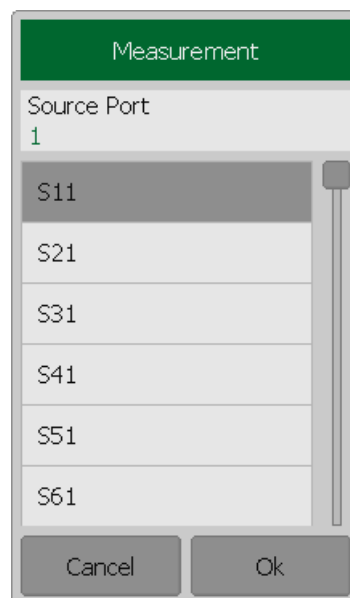 Measurement
Source Port
1
S11
S21
S31
S41
S51
S61
Cancel
Ok